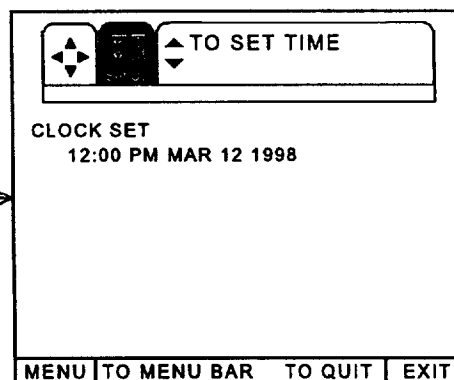 TO SET TIME
CLOCK SET
12:00 PM MAR 12 1998
MENU TO MENU BAR TO QUIT EXIT